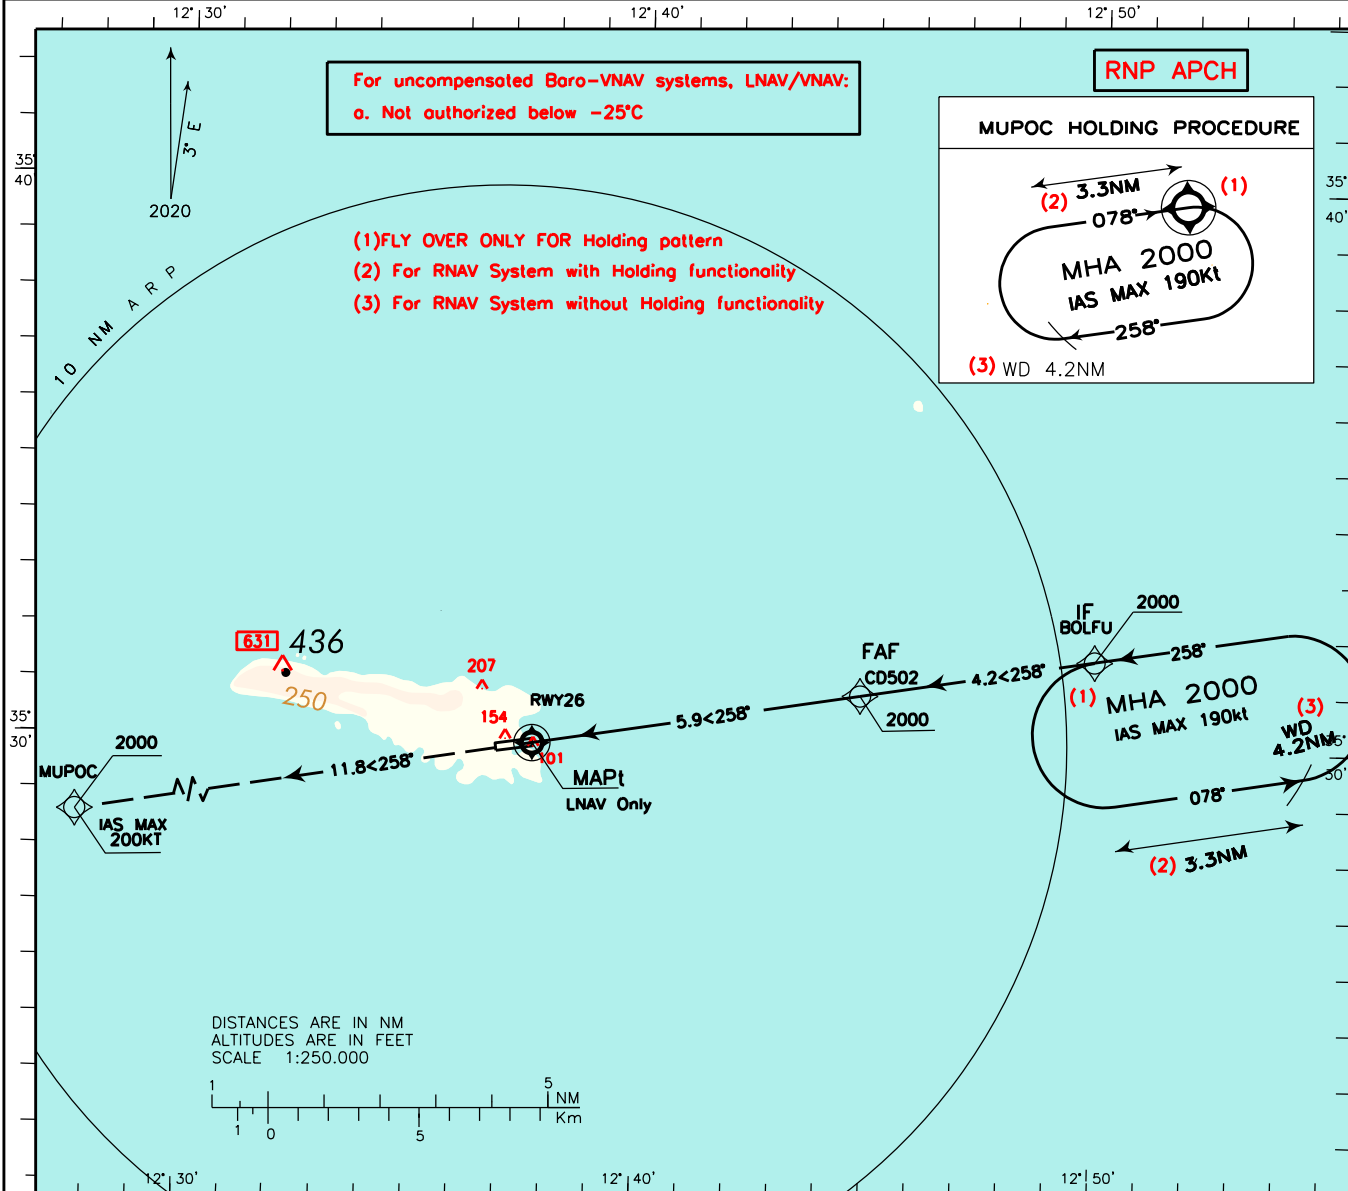 12° 30'
12° 40'
12° 50'
For uncompensated Baro-VNAV systems, LNAV/VNAV:
a. Not authorized below -25°C
RNP APCH
MUPOC HOLDING PROCEDURE
3.3NM
(2)
(1)
078°
MHA 2000
IAS MAX 190Kt
258°
(3) WD 4.2NM
3° E
2020
35°
40'
35°
40'
10 NM ARP
(1)FLY OVER ONLY FOR Holding pattern
(2) For RNAV System with Holding functionality
(3) For RNAV System without Holding functionality
631
436
250
207
154
101
RWY26
MAPt
LNAV Only
FAF
CD502
2000
IF
BOLFU
2000
258°
4.2<258°
5.9<258°
11.8<258°
(1)
MHA 2000
IAS MAX 190kt
(3)
WD
4.2NM
078°
(2) 3.3NM
35°
30'
35°
30'
2000
MUPOC
IAS MAX
200KT
DISTANCES ARE IN NM
ALTITUDES ARE IN FEET
SCALE 1:250.000
1
5
NM
Km
1
0
5
12° 30'
12° 40'
12° 50'